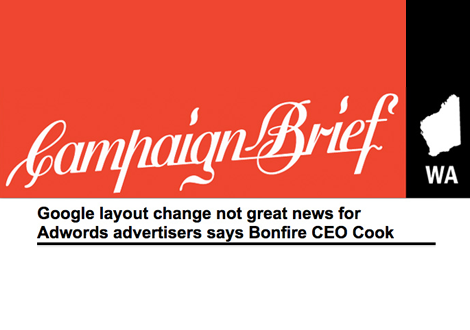 Campaign Brief
WA
Google layout change not great news for
Adwords advertisers says Bonfire CEO Cook